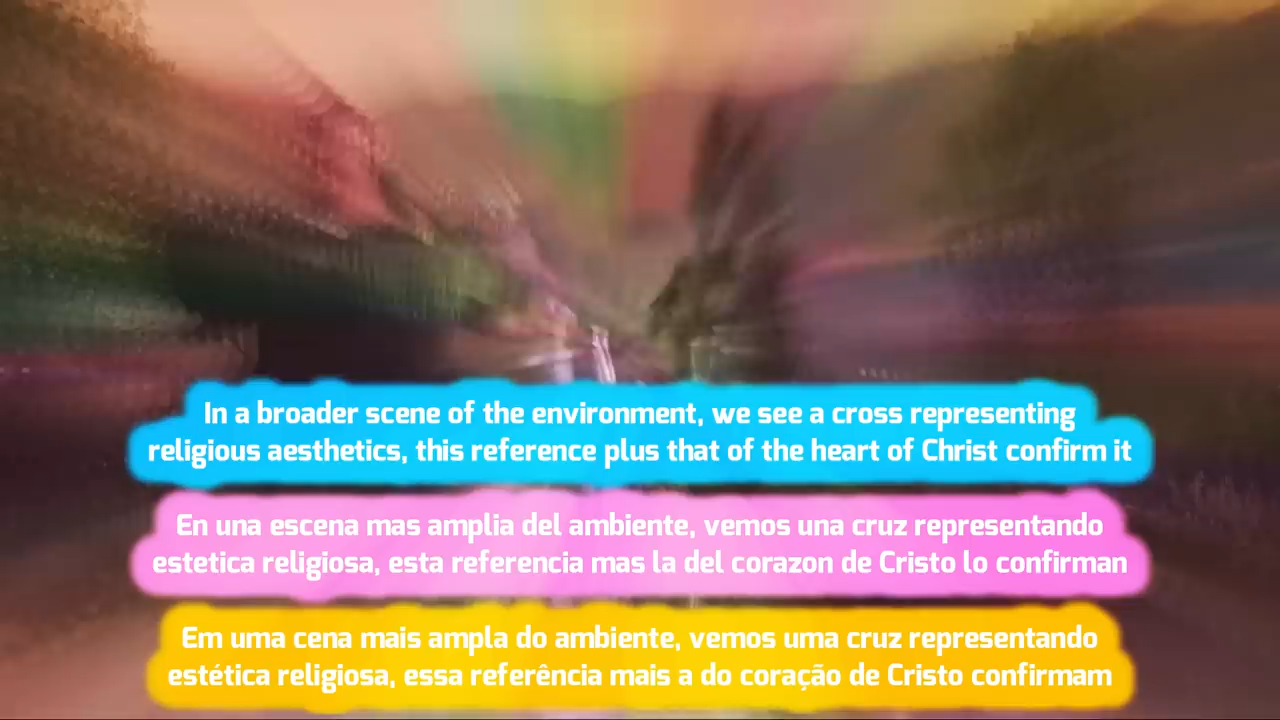 In a broader scene of the environment, we see a cross representing
religious aesthetics, this reference plus that of the heart of Christ confirm it
En una escena mas amplia del ambiente, vemos una cruz representando
estetica religiosa, esta referencia mas la del corazon de Cristo lo confirman
Em uma cena mais ampla do ambiente, vemos uma cruz representando
estética religiosa, essa referência mais a do coração de Cristo confirmam